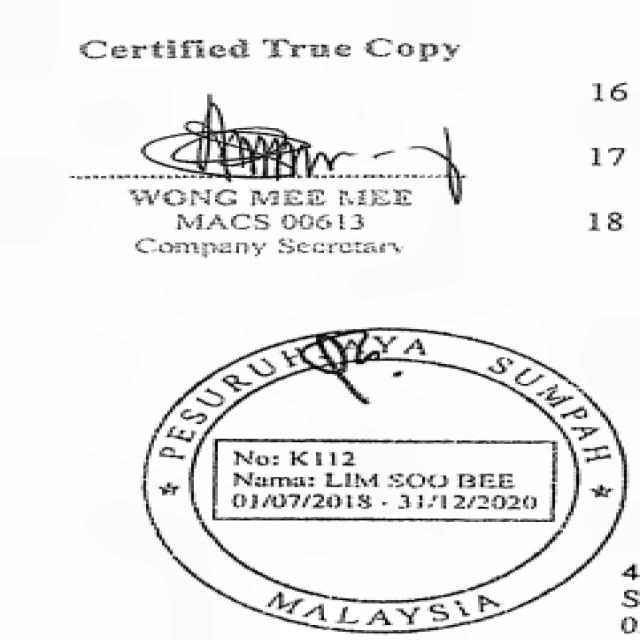 Certified True Copy
16
17
WONG MEE MEE
MACS 00613
18
Company Secretary
PESURUHJAYA SUMPAH
No: K112
Nama: LIM SOO BEE
01/07/2018 - 31/12/2020
MALAYSiA
4
S
0